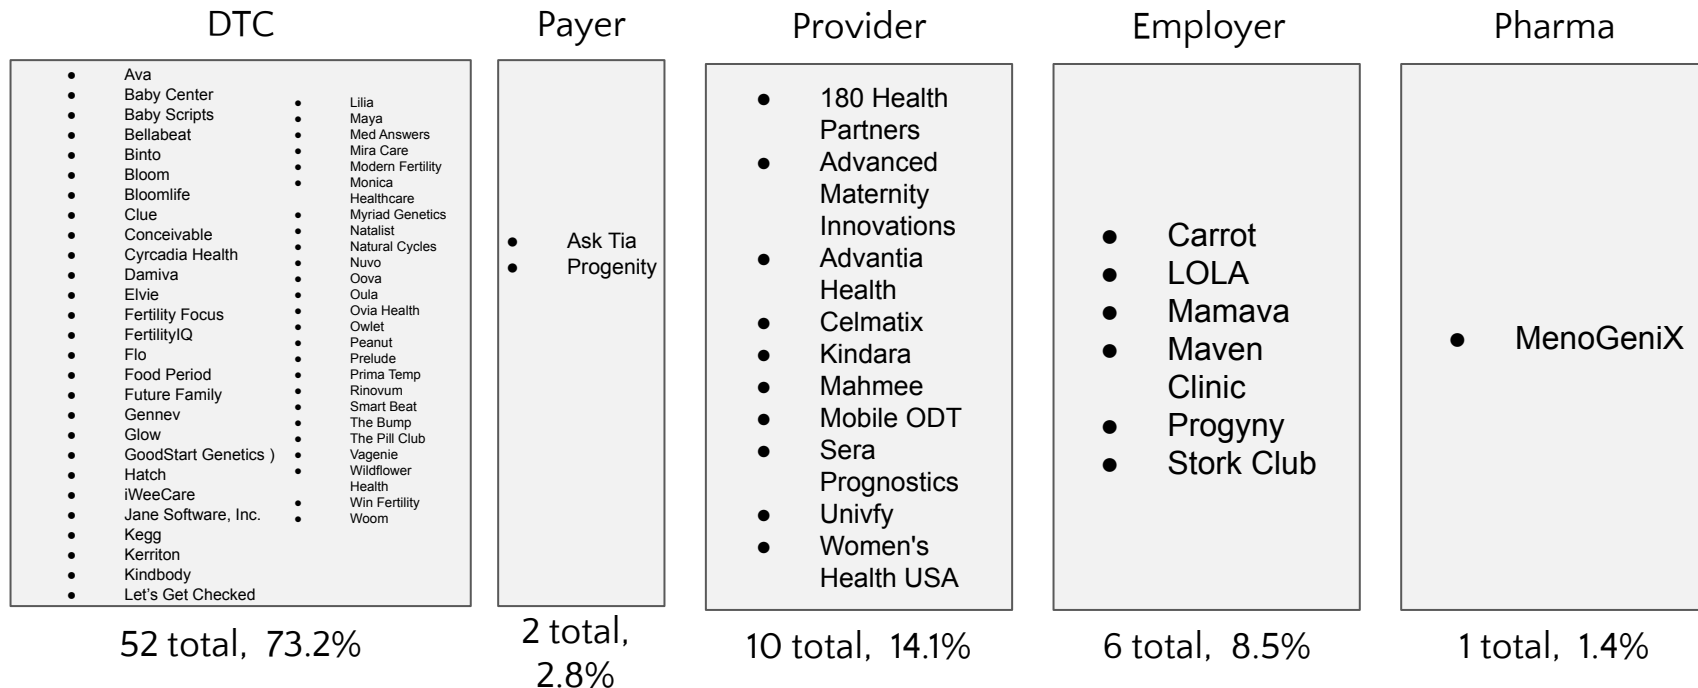 DTC
Ava
Baby Center
Baby Scripts
Bellabeat
Binto
Bloom
Bloomlife
Clue
Conceivable
Cyrcadia Health
Damiva
Elvie
Fertility Focus
FertilityIQ
Flo
Food Period
Future Family
Gennev
Glow
GoodStart Genetics )
Hatch
iWeeCare
Jane Software, Inc.
Kegg
Kerriton
Kindbody
Let's Get Checked
Lilia
Maya
Med Answers
Mira Care
Modern Fertility
Monica
Healthcare
Myriad Genetics
Natalist
Natural Cycles
Nuvo
Oova
Oula
Ovia Health
Owlet
Peanut
Prelude
Prima Temp
Rinovum
Smart Beat
The Bump
The Pill Club
Vagenie
Wildflower
Health
Win Fertility
Woom
52 total, 73.2%
Payer
Ask Tia
Progenity
2 total,
2.8%
Provider
180 Health
Partners
Advanced
Maternity
Innovations
Advantia
Health
Celmatix
Kindara
Mahmee
Mobile ODT
Sera
Prognostics
Univfy
Women's
Health USA
10 total, 14.1%
Employer
Carrot
LOLA
Mamava
Maven
Clinic
Progyny
Stork Club
6 total, 8.5%
Pharma
MenoGeniX
1 total, 1.4%